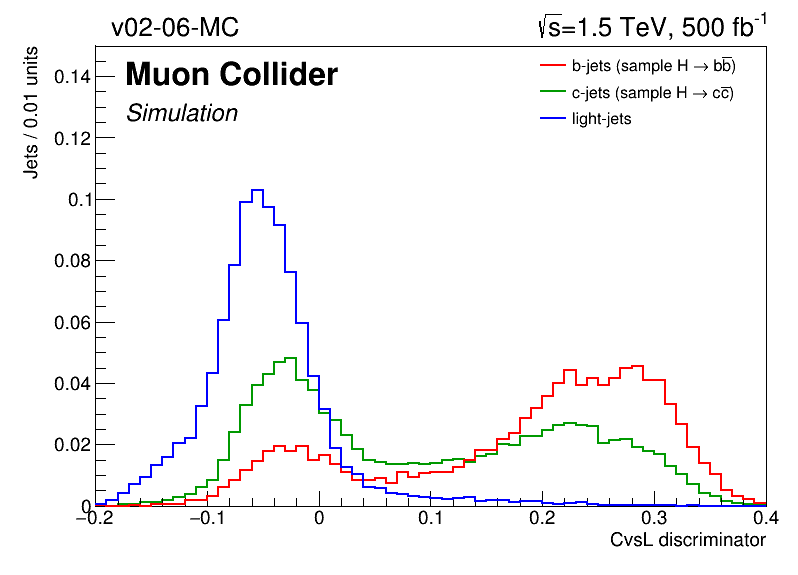 v02-06-MC
√s=1.5 TeV, 500 fb⁻¹
Muon Collider
Simulation
b-jets (sample H → bb̅)
c-jets (sample H → cc̅)
light-jets
Jets / 0.01 units
0.14
0.12
0.1
0.08
0.06
0.04
0.02
0
−0.2 −0.1 0 0.1 0.2 0.3 0.4
CvsL discriminator